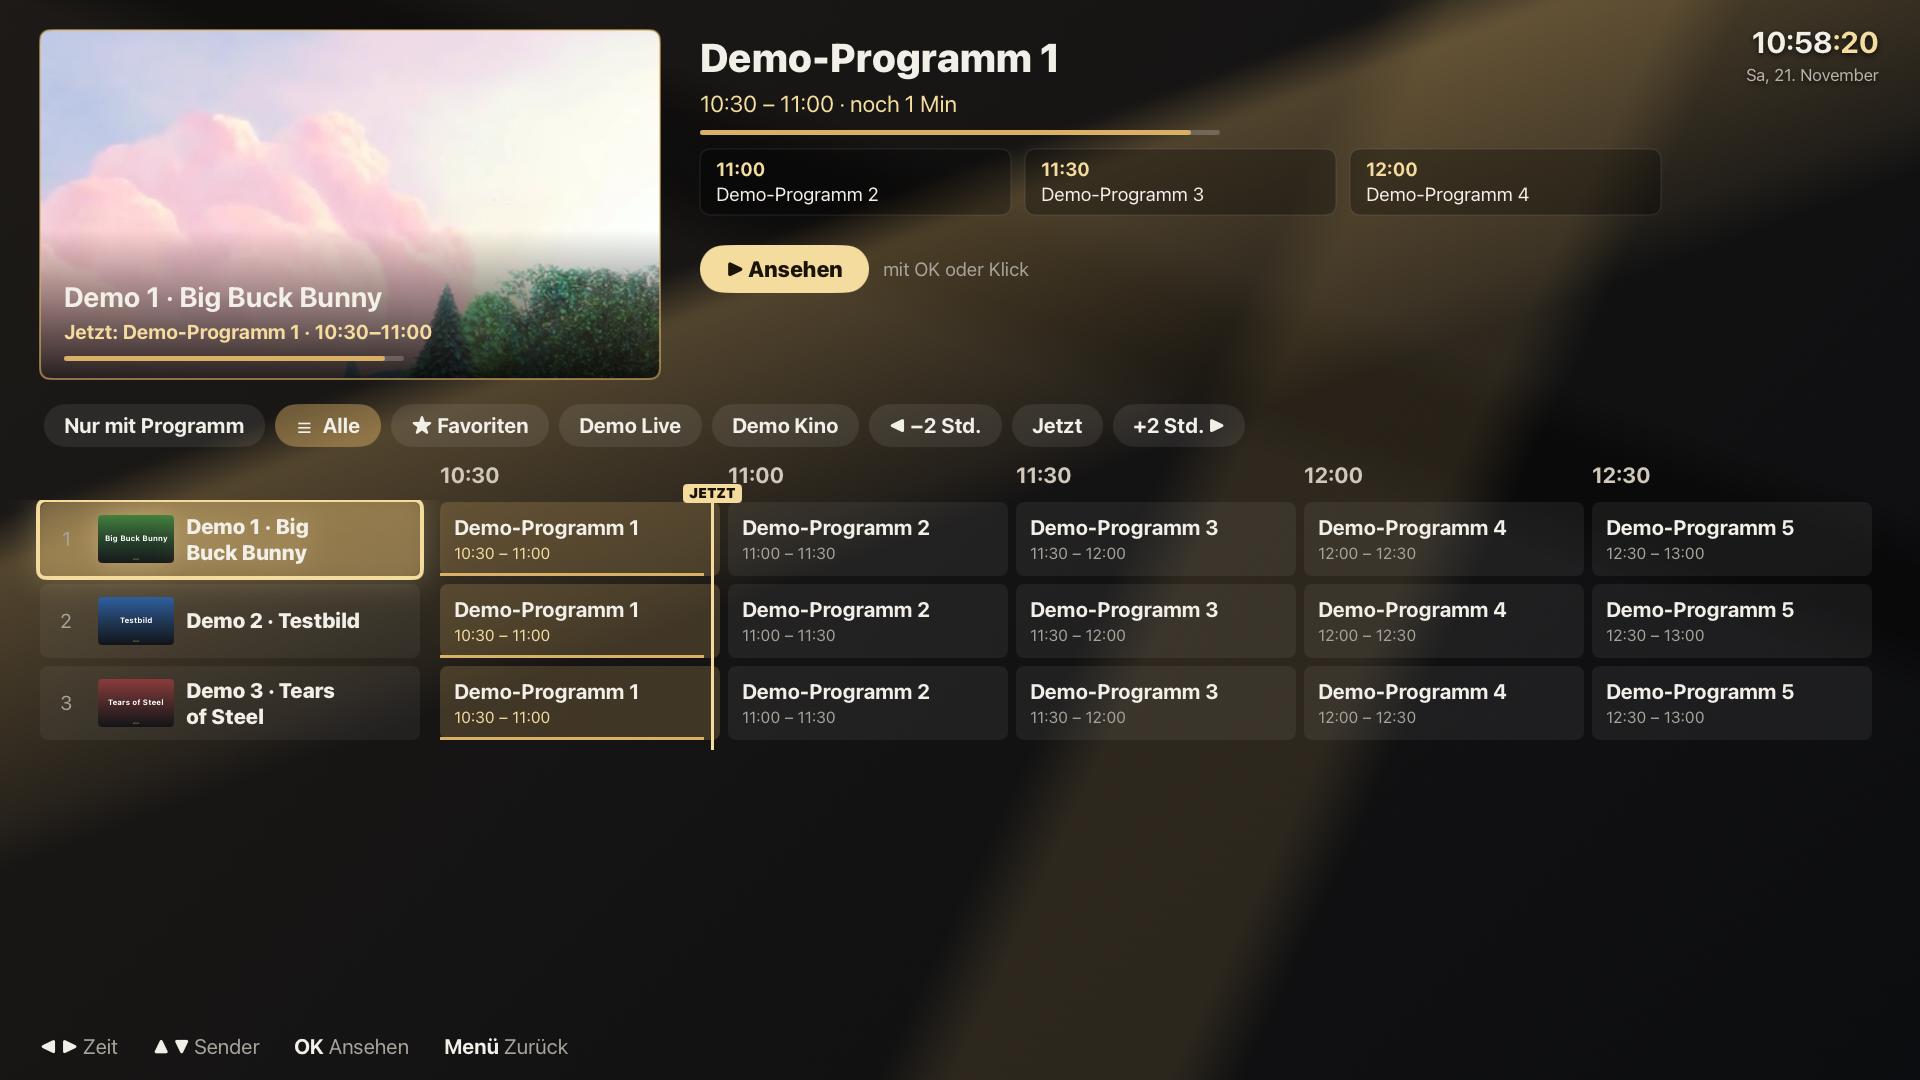 Demo-Programm 1
10:30 – 11:00 · noch 1 Min
10:58:20
Sa, 21. November
11:00
Demo-Programm 2
11:30
Demo-Programm 3
12:00
Demo-Programm 4
▶ Ansehen mit OK oder Klick
Demo 1 · Big Buck Bunny
Jetzt: Demo-Programm 1 · 10:30–11:00
Nur mit Programm ≡ Alle ★ Favoriten Demo Live Demo Kino ◀ −2 Std. Jetzt +2 Std. ▶
10:30 11:00 11:30 12:00 12:30
JETZT
1
Big Buck Bunny
Demo 1 · Big
Buck Bunny
Demo-Programm 1
10:30 – 11:00
Demo-Programm 2
11:00 – 11:30
Demo-Programm 3
11:30 – 12:00
Demo-Programm 4
12:00 – 12:30
Demo-Programm 5
12:30 – 13:00
2
Testbild
Demo 2 · Testbild
Demo-Programm 1
10:30 – 11:00
Demo-Programm 2
11:00 – 11:30
Demo-Programm 3
11:30 – 12:00
Demo-Programm 4
12:00 – 12:30
Demo-Programm 5
12:30 – 13:00
3
Tears of Steel
Demo 3 · Tears
of Steel
Demo-Programm 1
10:30 – 11:00
Demo-Programm 2
11:00 – 11:30
Demo-Programm 3
11:30 – 12:00
Demo-Programm 4
12:00 – 12:30
Demo-Programm 5
12:30 – 13:00
◀ ▶ Zeit ▲ ▼ Sender OK Ansehen Menü Zurück